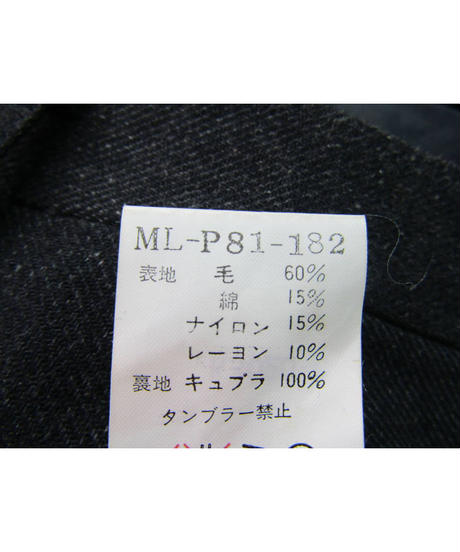 ML-P81-182
表地 毛 60%
綿 15%
ナイロン 15%
レーヨン 10%
裏地 キュプラ 100%
タンブラー禁止